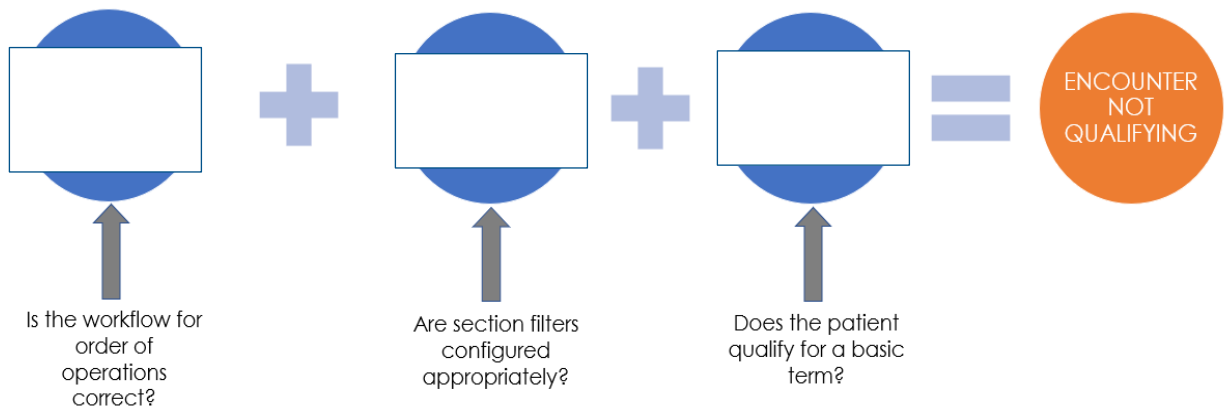 ENCOUNTER
NOT
QUALIFYING
Is the workflow for
order of
operations
correct?
Are section filters
configured
appropriately?
Does the patient
qualify for a basic
term?